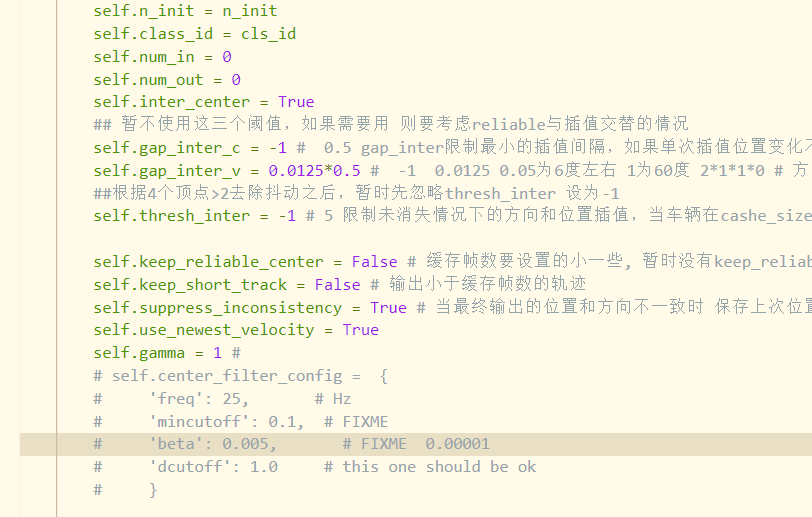 self.n_init = n_init
self.class_id = cls_id
self.num_in = 0
self.num_out = 0
self.inter_center = True
## 暂不使用这三个阈值，如果需要用 则要考虑reliable与插值交替的情况
self.gap_inter_c = -1 #  0.5 gap_inter限制最小的插值间隔，如果单次插值位置变化不
self.gap_inter_v = 0.0125*0.5 #  -1  0.0125 0.05为6度左右 1为60度 2*1*1*0 # 方
##根据4个顶点>2去除抖动之后，暂时先忽略thresh_inter 设为-1
self.thresh_inter = -1 # 5 限制未消失情况下的方向和位置插值，当车辆在cashe_size
self.keep_reliable_center = False # 缓存帧数要设置的小一些, 暂时没有keep_reliab
self.keep_short_track = False # 输出小于缓存帧数的轨迹
self.suppress_inconsistency = True # 当最终输出的位置和方向不一致时 保存上次位置
self.use_newest_velocity = True
self.gamma = 1 #
# self.center_filter_config =  {
#     'freq': 25,       # Hz
#     'mincutoff': 0.1,  # FIXME
#     'beta': 0.005,       # FIXME  0.00001
#     'dcutoff': 1.0     # this one should be ok
#     }